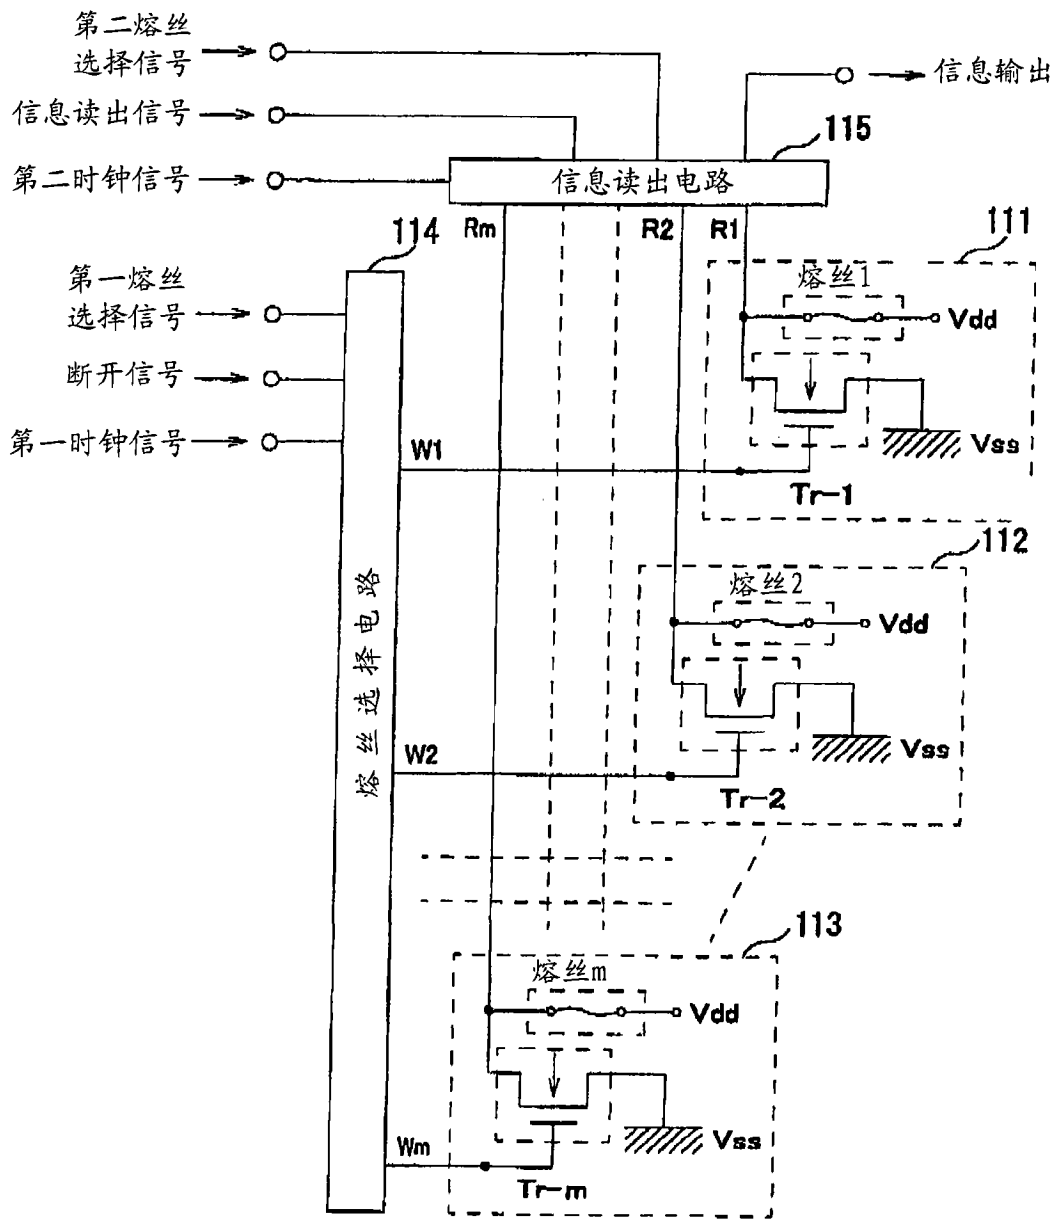 第二熔丝
选择信号
信息输出
信息读出信号
115
第二时钟信号
信息读出电路
114
Rm
R2
R1
111
第一熔丝
选择信号
熔丝1
Vdd
断开信号
第一时钟信号
W1
Vss
Tr-1
112
熔丝2
Vdd
熔丝选择电路
W2
Vss
Tr-2
113
熔丝m
Vdd
Wm
Vss
Tr-m